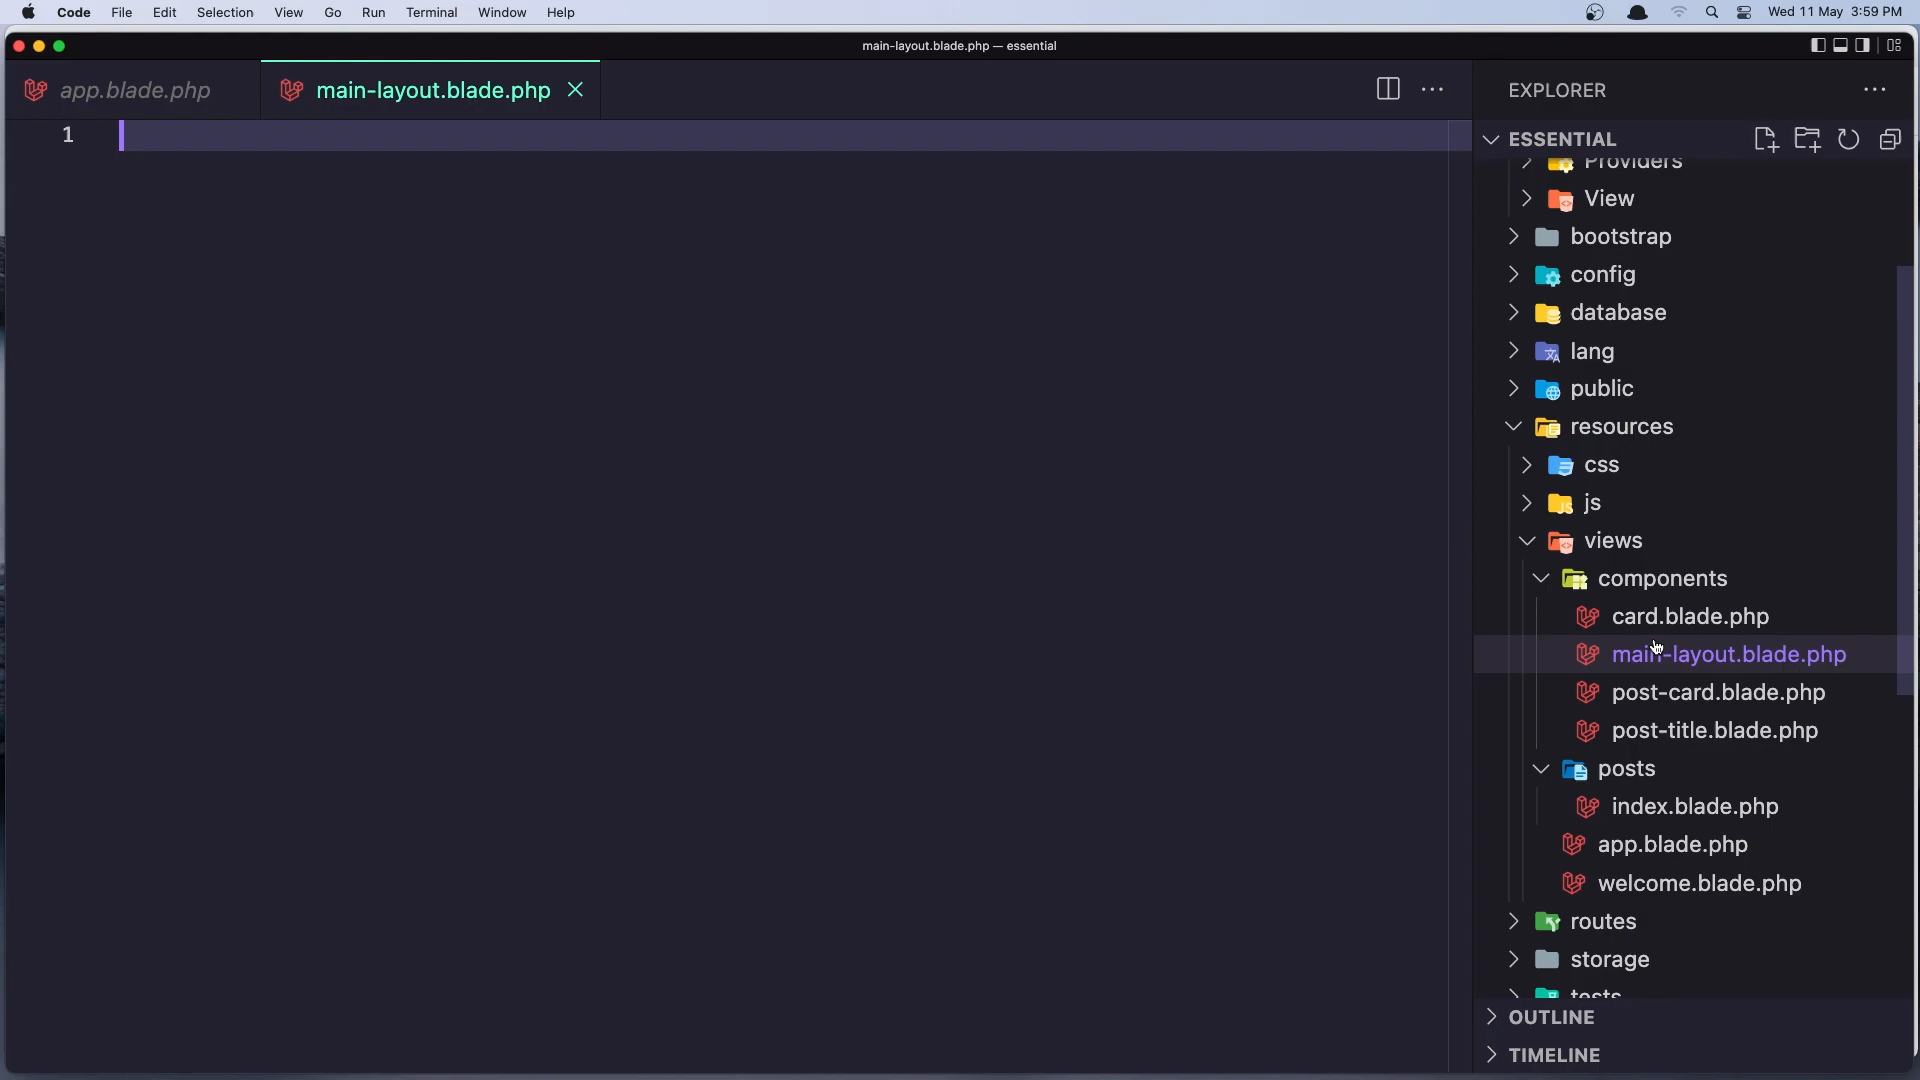 Code File Edit Selection View Go Run Terminal Window Help Wed 11 May 3:59 PM
main-layout.blade.php — essential
app.blade.php main-layout.blade.php
EXPLORER
1
ESSENTIAL
Providers
View
bootstrap
config
database
lang
public
resources
css
js
views
components
card.blade.php
main-layout.blade.php
post-card.blade.php
post-title.blade.php
posts
index.blade.php
app.blade.php
welcome.blade.php
routes
storage
tests
OUTLINE
TIMELINE